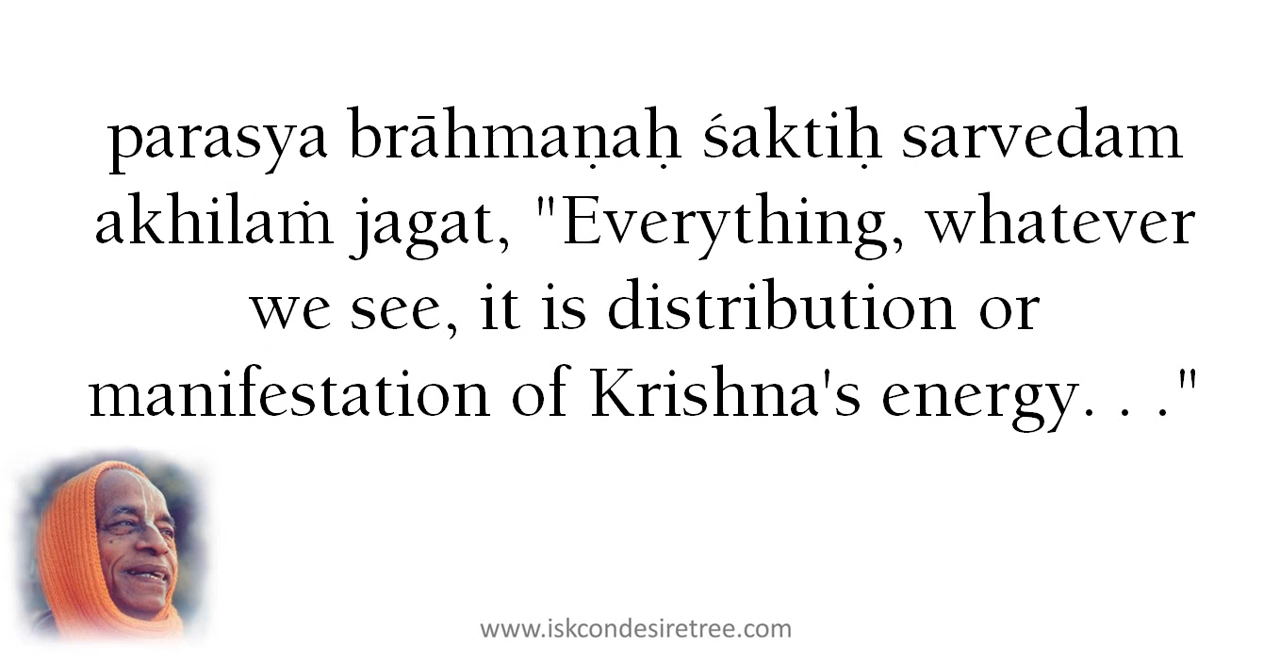 parasya brāhmaṇaḥ śaktiḥ sarvedam
akhilaṁ jagat, "Everything, whatever
we see, it is distribution or
manifestation of Krishna's energy. . ."
www.iskcondesiretree.com